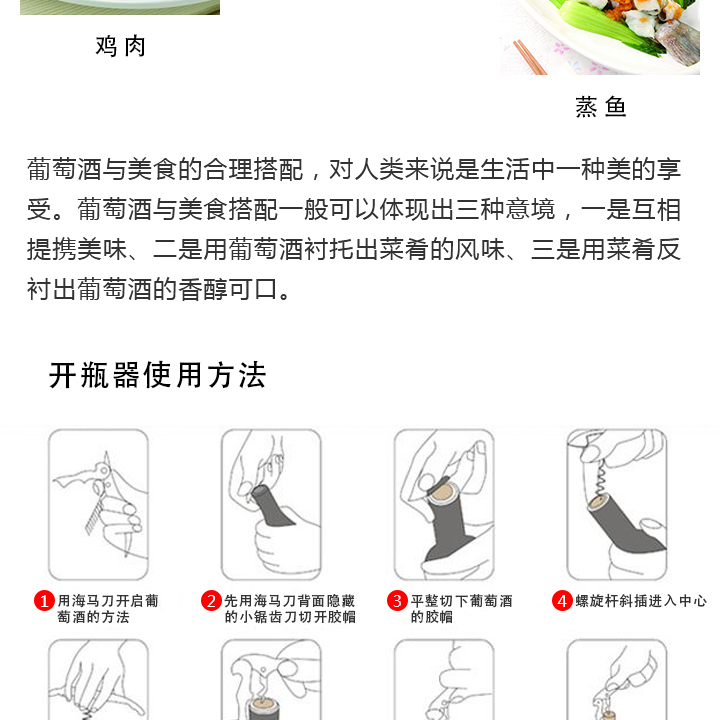 鸡肉
蒸鱼
葡萄酒与美食的合理搭配，对人类来说是生活中一种美的享
受。葡萄酒与美食搭配一般可以体现出三种意境，一是互相
提携美味、二是用葡萄酒衬托出菜肴的风味、三是用菜肴反
衬出葡萄酒的香醇可口。
开瓶器使用方法
1 用海马刀开启葡
萄酒的方法
2 先用海马刀背面隐藏
的小锯齿刀切开胶帽
3 平整切下葡萄酒
的胶帽
4 螺旋杆斜插进入中心